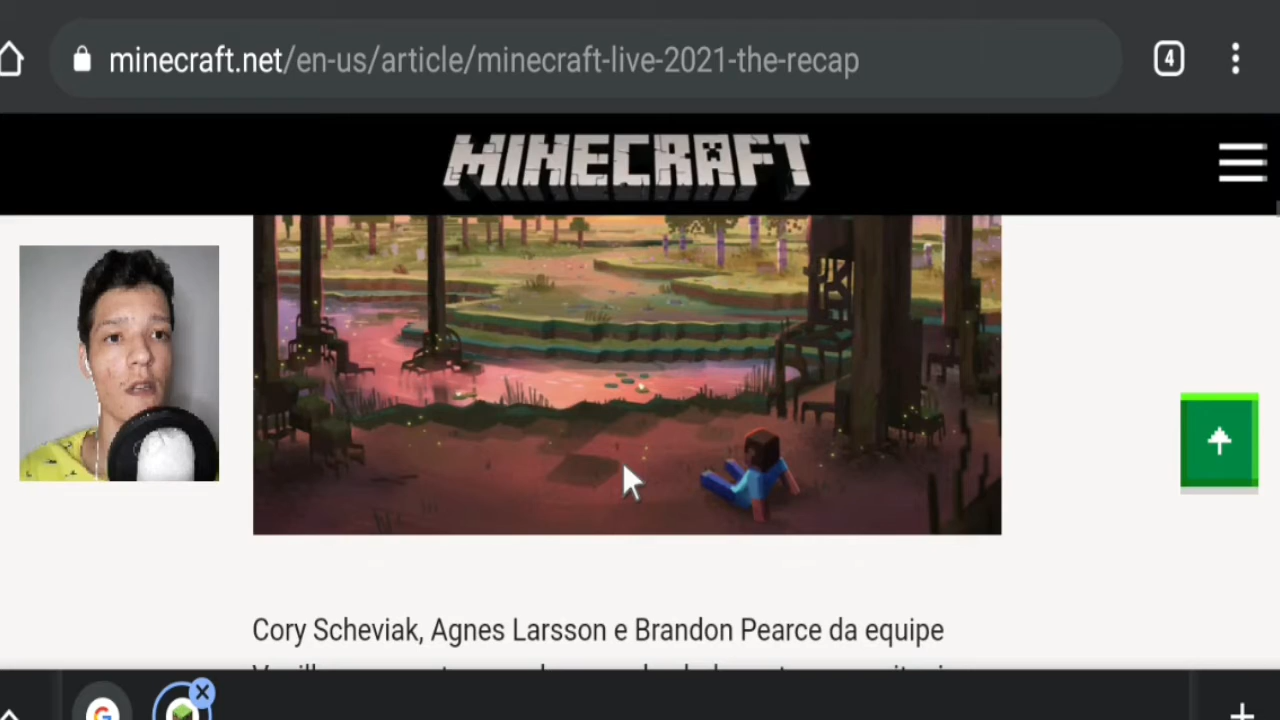 minecraft.net/en-us/article/minecraft-live-2021-the-recap
4
MINECRAFT
Cory Scheviak, Agnes Larsson e Brandon Pearce da equipe